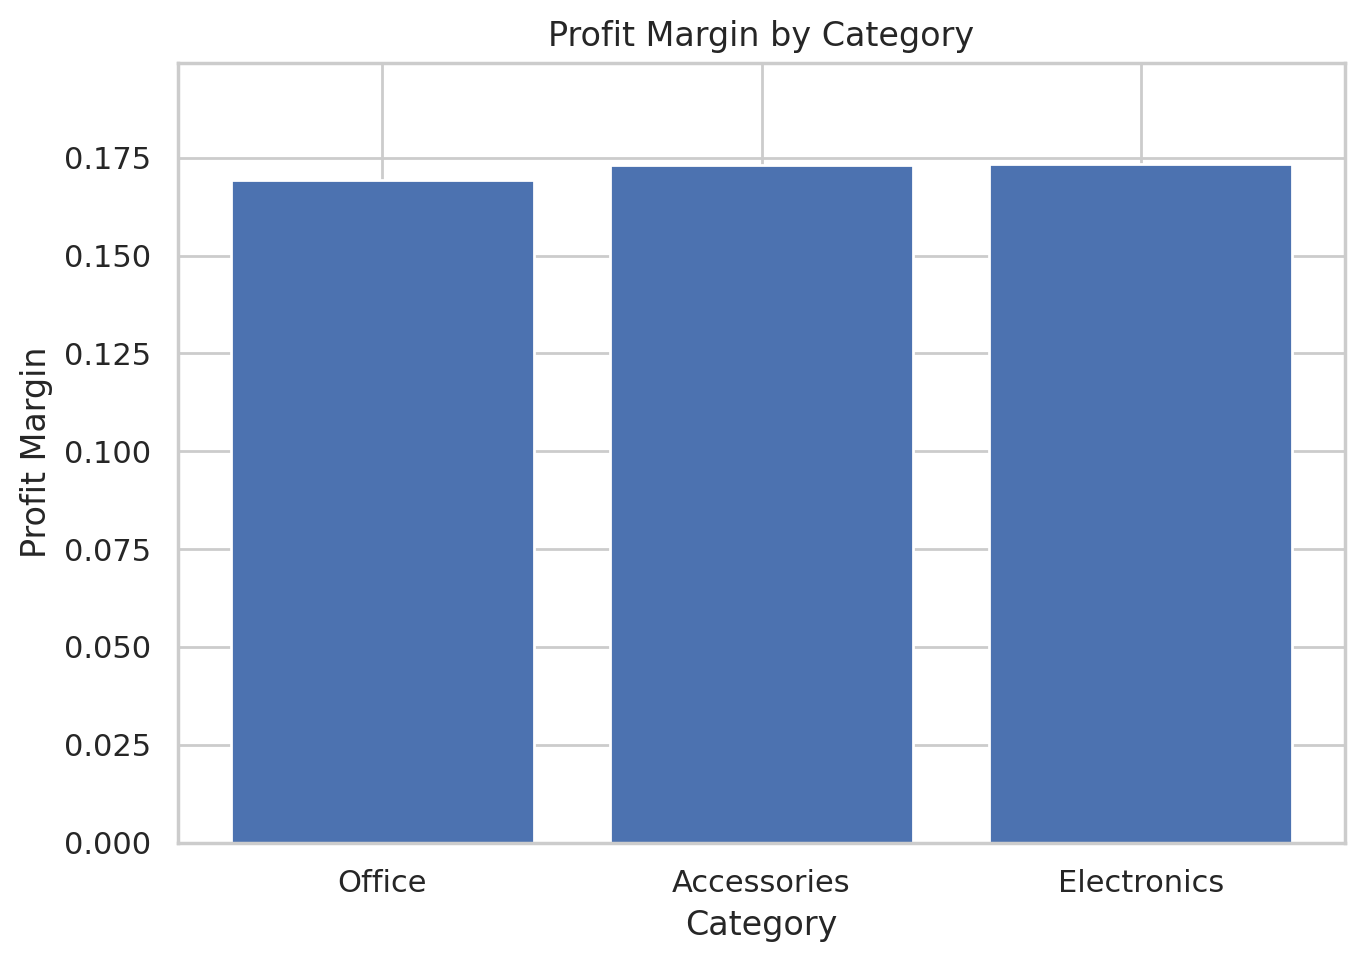 Profit Margin by Category
Profit Margin
0.175
0.150
0.125
0.100
0.075
0.050
0.025
0.000
Office
Accessories
Electronics
Category